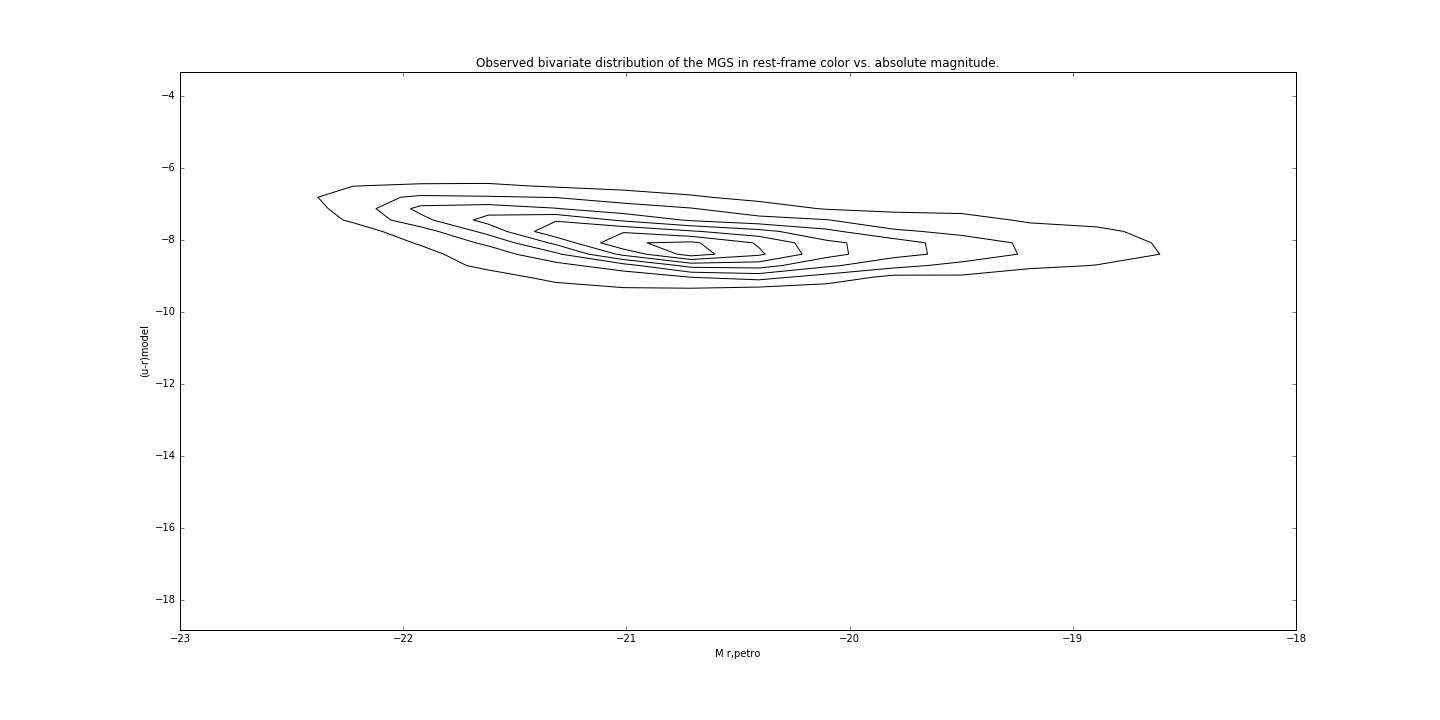 Observed bivariate distribution of the MGS in rest-frame color vs. absolute magnitude.
−4
−6
−8
−10
−12
−14
−16
−18
(u-r)model
−23 −22 −21 −20 −19 −18
M r,petro